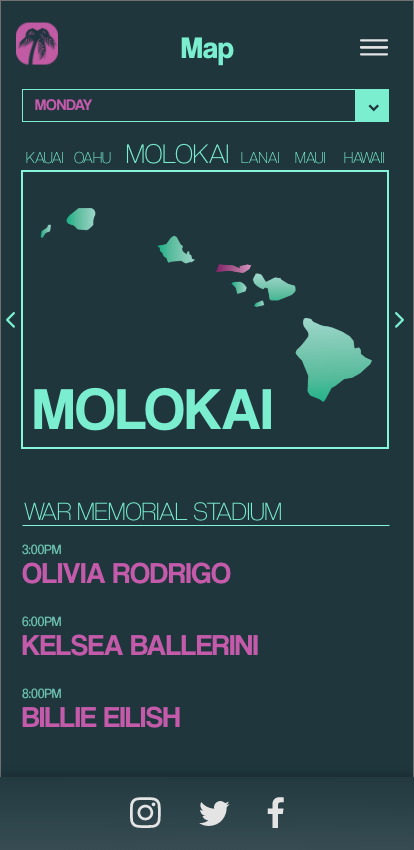 Map
MONDAY
KAUAI OAHU MOLOKAI LANAI MAUI HAWAII
MOLOKAI
WAR MEMORIAL STADIUM
3:00PM
OLIVIA RODRIGO
6:00PM
KELSEA BALLERINI
8:00PM
BILLIE EILISH